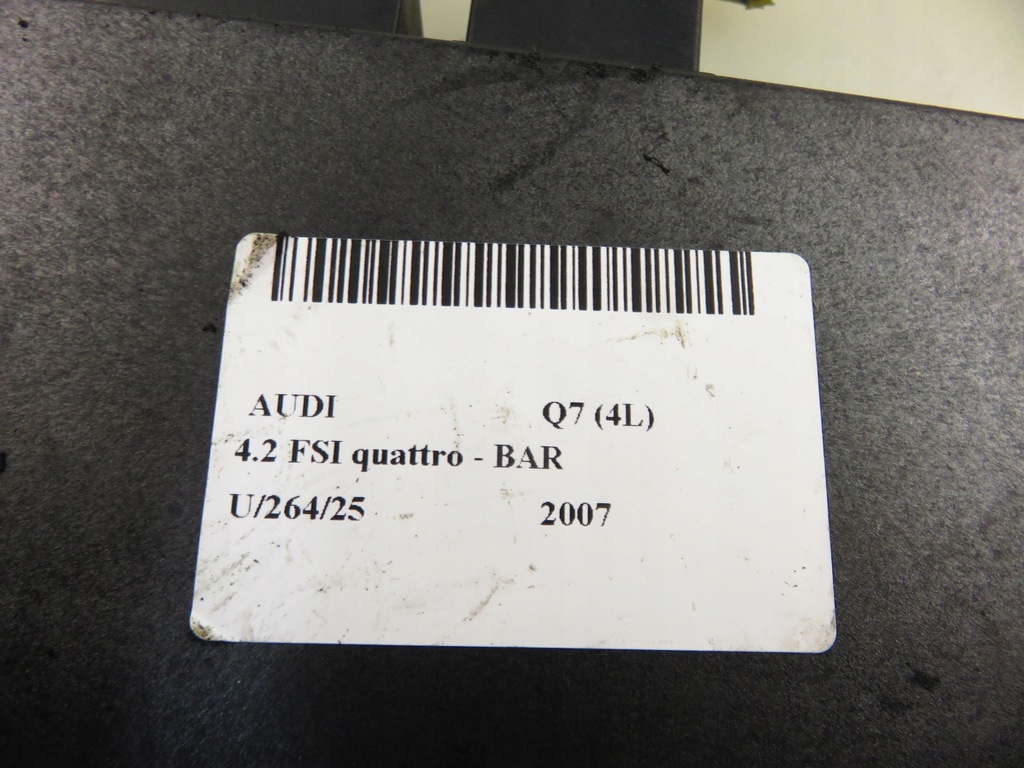 AUDI Q7 (4L)
4.2 FSI quattro - BAR
U/264/25 2007